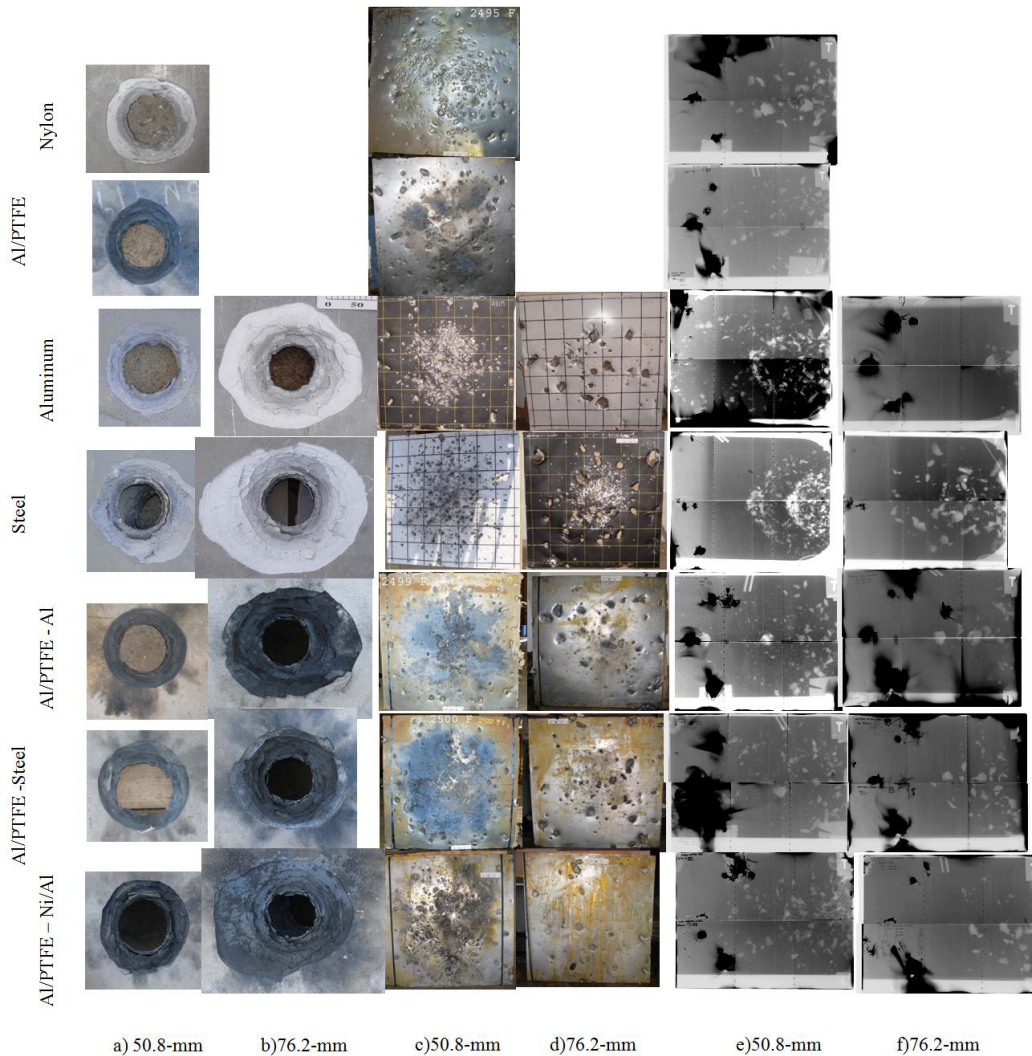 2495 F
Nylon
T
Al/PTFE
T
0 50
Aluminum
T
Steel
2499 F
Al/PTFE - Al
T
2500 F
Al/PTFE -Steel
T
Al/PTFE – Ni/Al
a) 50.8-mm b)76.2-mm c)50.8-mm d)76.2-mm e)50.8-mm f)76.2-mm